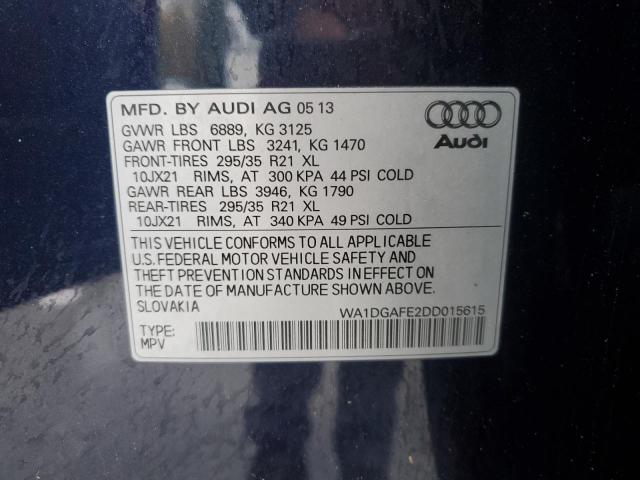 MFD. BY AUDI AG 05 13
GVWR LBS 6889, KG 3125
GAWR FRONT LBS 3241, KG 1470
FRONT-TIRES 295/35 R21 XL
10JX21 RIMS, AT 300 KPA 44 PSI COLD
GAWR REAR LBS 3946, KG 1790
REAR-TIRES 295/35 R21 XL
10JX21 RIMS, AT 340 KPA 49 PSI COLD
Audi
THIS VEHICLE CONFORMS TO ALL APPLICABLE
U.S. FEDERAL MOTOR VEHICLE SAFETY AND
THEFT PREVENTION STANDARDS IN EFFECT ON
THE DATE OF MANUFACTURE SHOWN ABOVE.
SLOVAKIA WA1DGAFE2DD015615
TYPE:
MPV